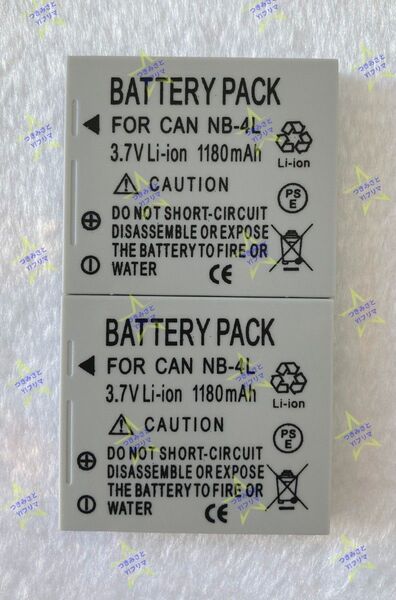 BATTERY PACK
FOR CAN NB-4L
3.7V Li-ion 1180mAh
Li-ion
CAUTION
PS
E
DO NOT SHORT-CIRCUIT
DISASSEMBLE OR EXPOSE
THE BATTERY TO FIRE OR
WATER
CE
BATTERY PACK
FOR CAN NB-4L
3.7V Li-ion 1180mAh
Li-ion
CAUTION
PS
E
DO NOT SHORT-CIRCUIT
DISASSEMBLE OR EXPOSE
THE BATTERY TO FIRE OR
WATER
CE